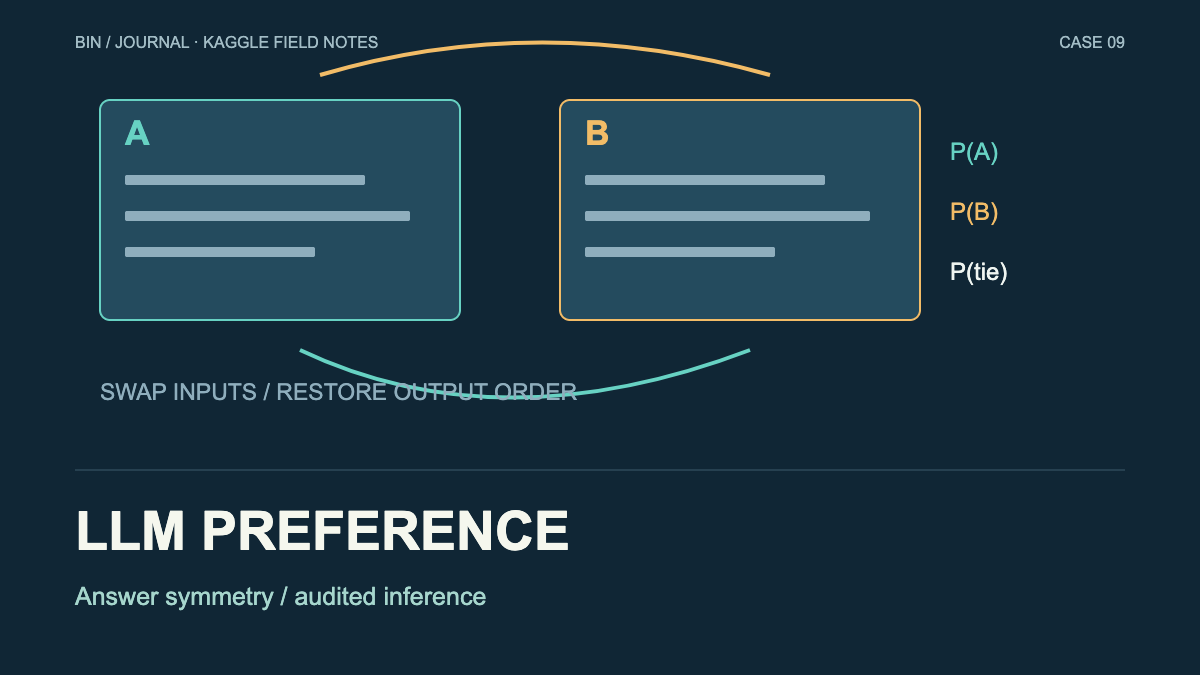 BIN / JOURNAL · KAGGLE FIELD NOTES
CASE 09
A
B
P(A)
P(B)
P(tie)
SWAP INPUTS / RESTORE OUTPUT ORDER
LLM PREFERENCE
Answer symmetry / audited inference